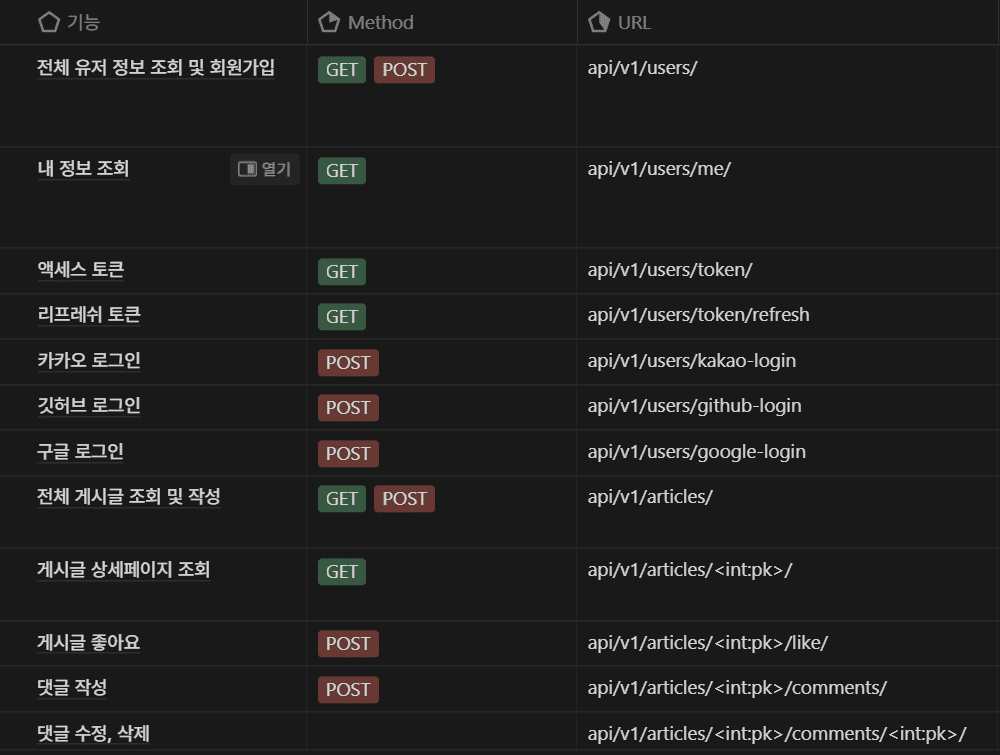 기능 Method URL
전체 유저 정보 조회 및 회원가입 GET POST api/v1/users/
내 정보 조회 열기 GET api/v1/users/me/
액세스 토큰 GET api/v1/users/token/
리프레쉬 토큰 GET api/v1/users/token/refresh
카카오 로그인 POST api/v1/users/kakao-login
깃허브 로그인 POST api/v1/users/github-login
구글 로그인 POST api/v1/users/google-login
전체 게시글 조회 및 작성 GET POST api/v1/articles/
게시글 상세페이지 조회 GET api/v1/articles/<int:pk>/
게시글 좋아요 POST api/v1/articles/<int:pk>/like/
댓글 작성 POST api/v1/articles/<int:pk>/comments/
댓글 수정, 삭제 api/v1/articles/<int:pk>/comments/<int:pk>/